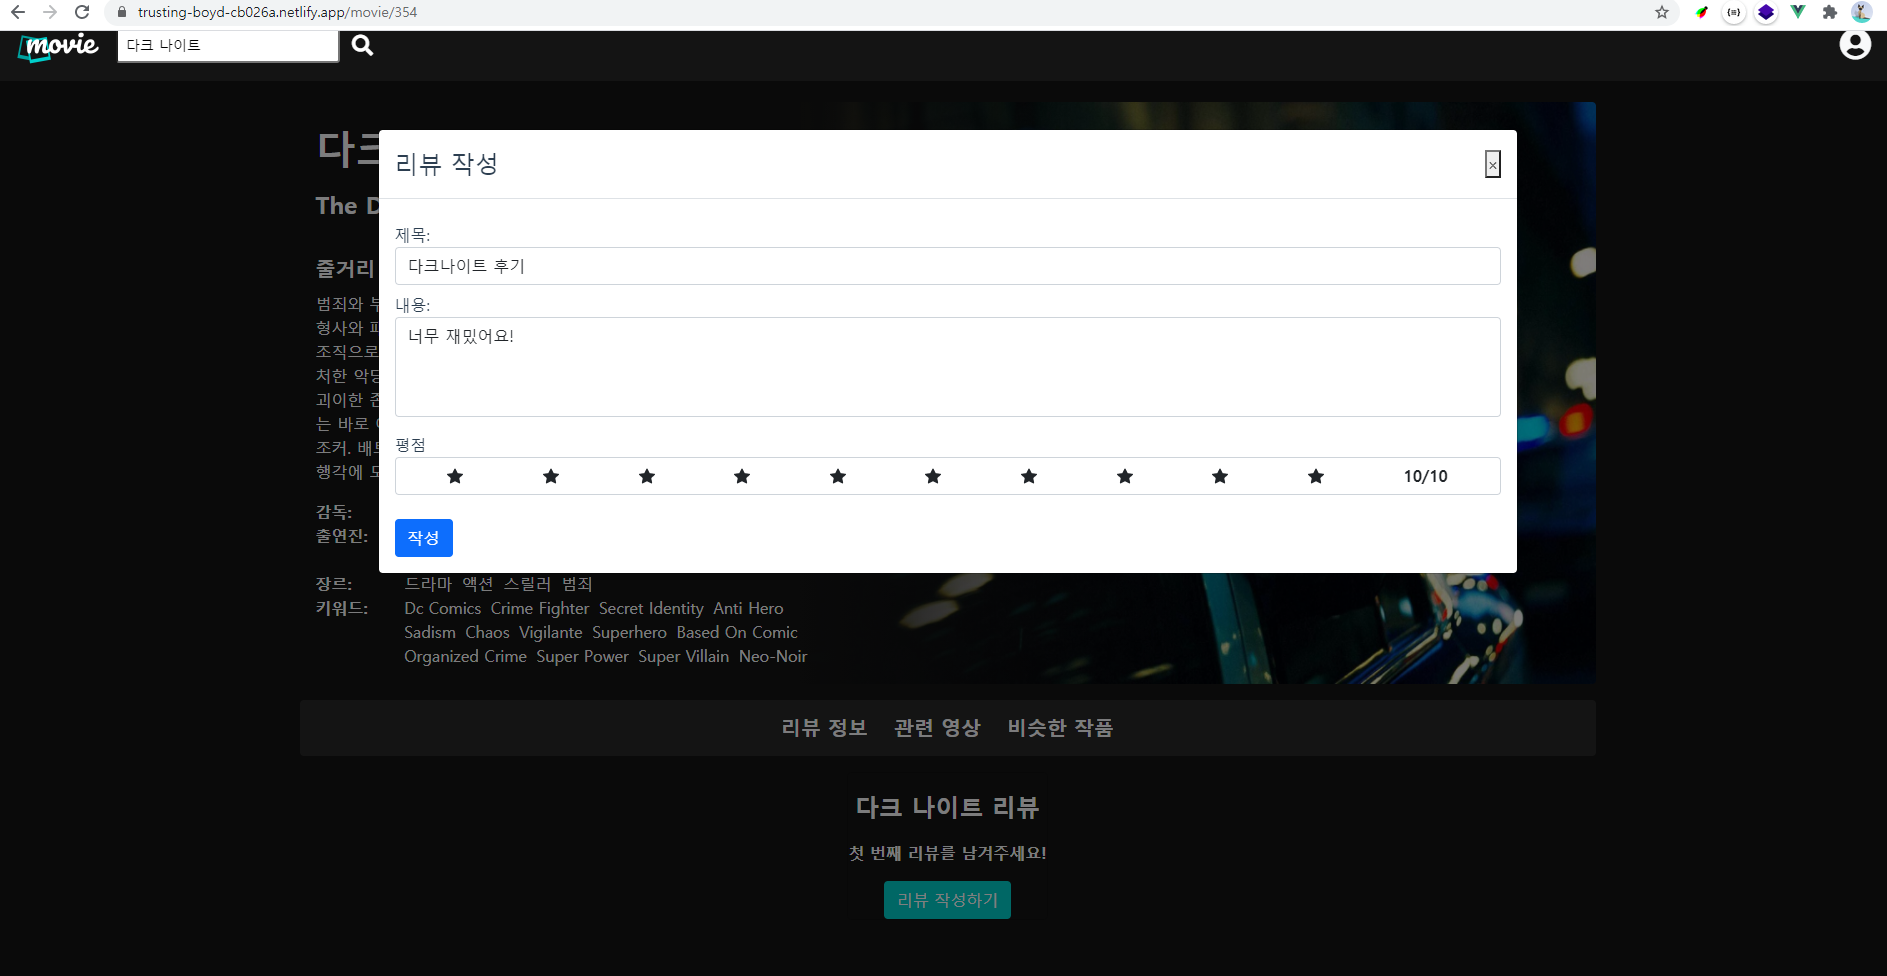 trusting-boyd-cb026a.netlify.app/movie/354
movie
다크 나이트
다크
The D
리뷰 작성
×
제목:
다크나이트 후기
내용:
너무 재밌어요!
평점
10/10
작성
줄거리
범죄와
형사와
조직으로
처한 악당
괴이한
는 바로
조커.
행각에
감독:
출연진:
장르: 드라마 액션 스릴러 범죄
키워드: Dc Comics Crime Fighter Secret Identity Anti Hero
Sadism Chaos Vigilante Superhero Based On Comic
Organized Crime Super Power Super Villain Neo-Noir
리뷰 정보 관련 영상 비슷한 작품
다크 나이트 리뷰
첫 번째 리뷰를 남겨주세요!
리뷰 작성하기